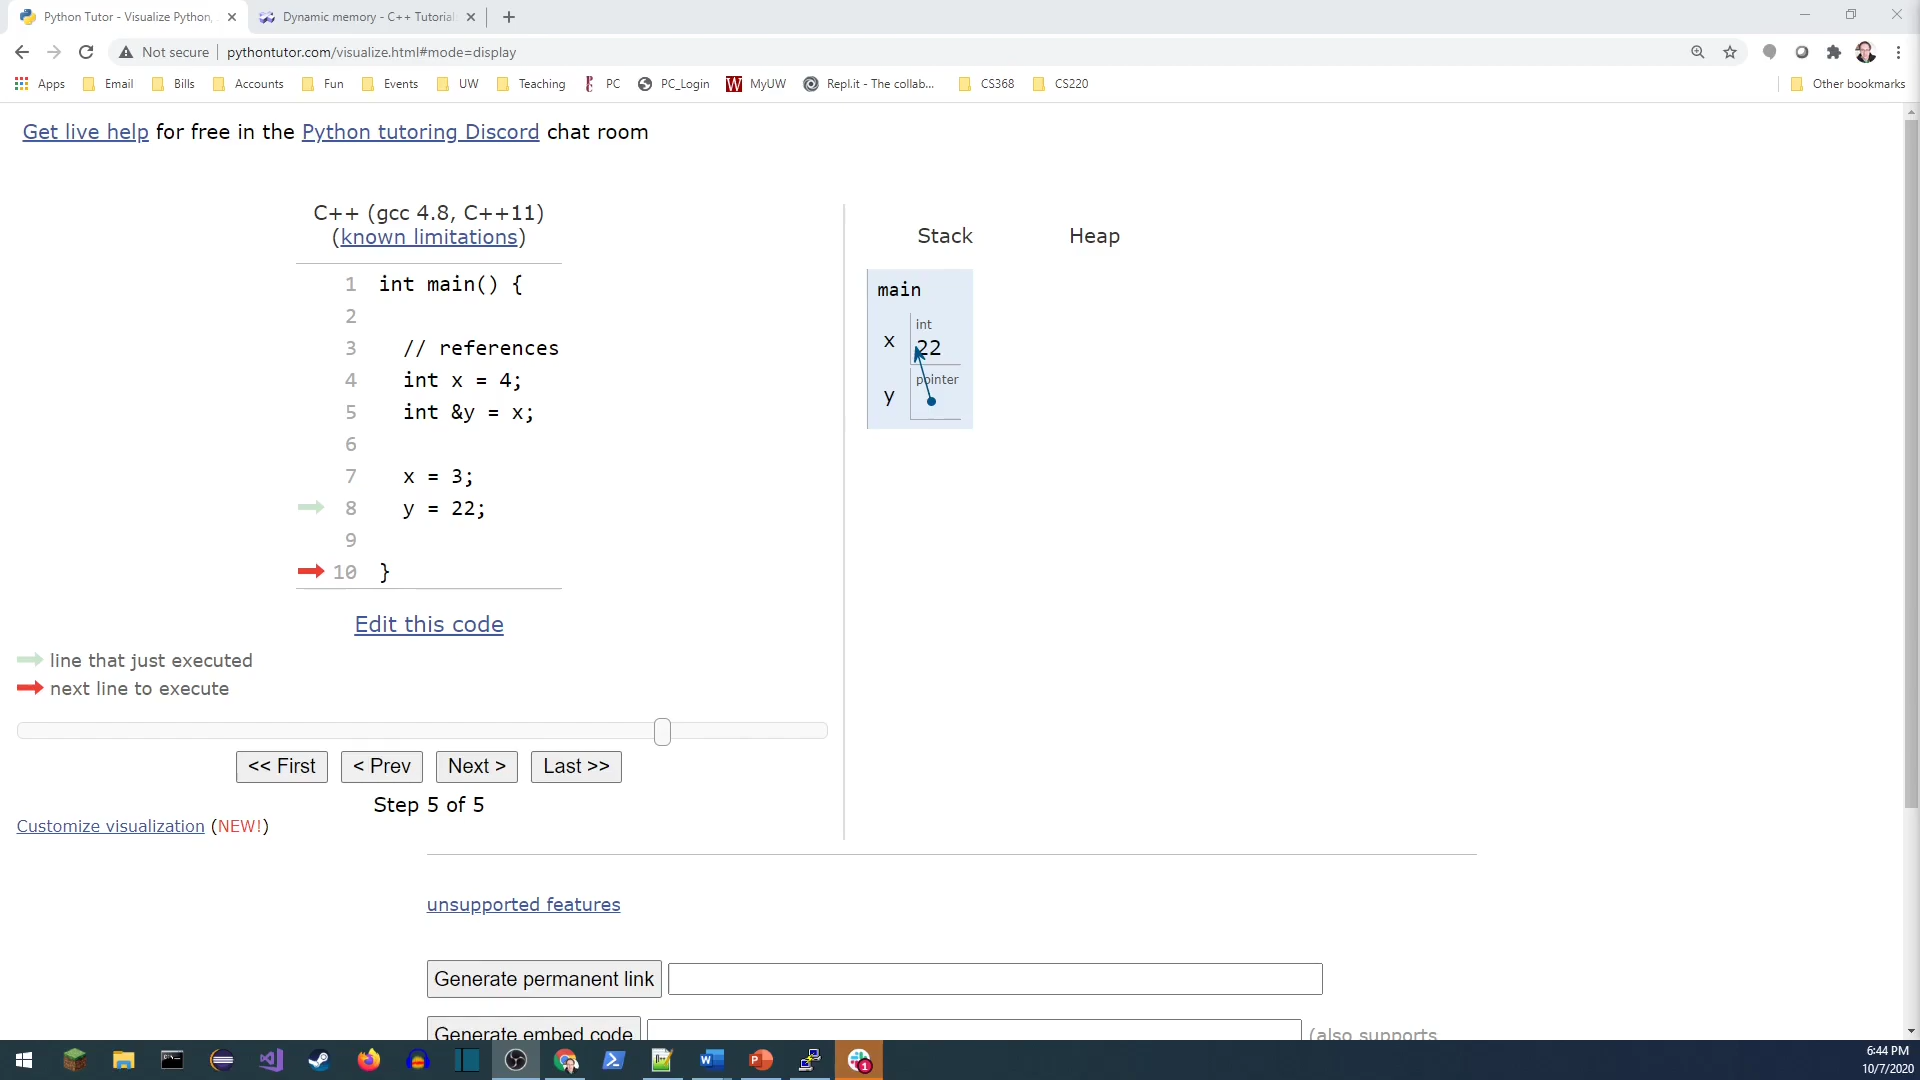 Python Tutor - Visualize Python,
Dynamic memory - C++ Tutorial
Not secure
pythontutor.com/visualize.html#mode=display
Apps
Email
Bills
Accounts
Fun
Events
UW
Teaching
PC
PC_Login
MyUW
Repl.it - The collab...
CS368
CS220
Other bookmarks
Get live help for free in the Python tutoring Discord chat room
C++ (gcc 4.8, C++11)
(known limitations)
1 int main() {
2
3 // references
4 int x = 4;
5 int &y = x;
6
7 x = 3;
8 y = 22;
9
10 }
Edit this code
line that just executed
next line to execute
<< First
< Prev
Next >
Last >>
Step 5 of 5
Customize visualization (NEW!)
Stack
Heap
main
int
x 22
pointer
y
unsupported features
Generate permanent link
Generate embed code
(also supports
6:44 PM
10/7/2020